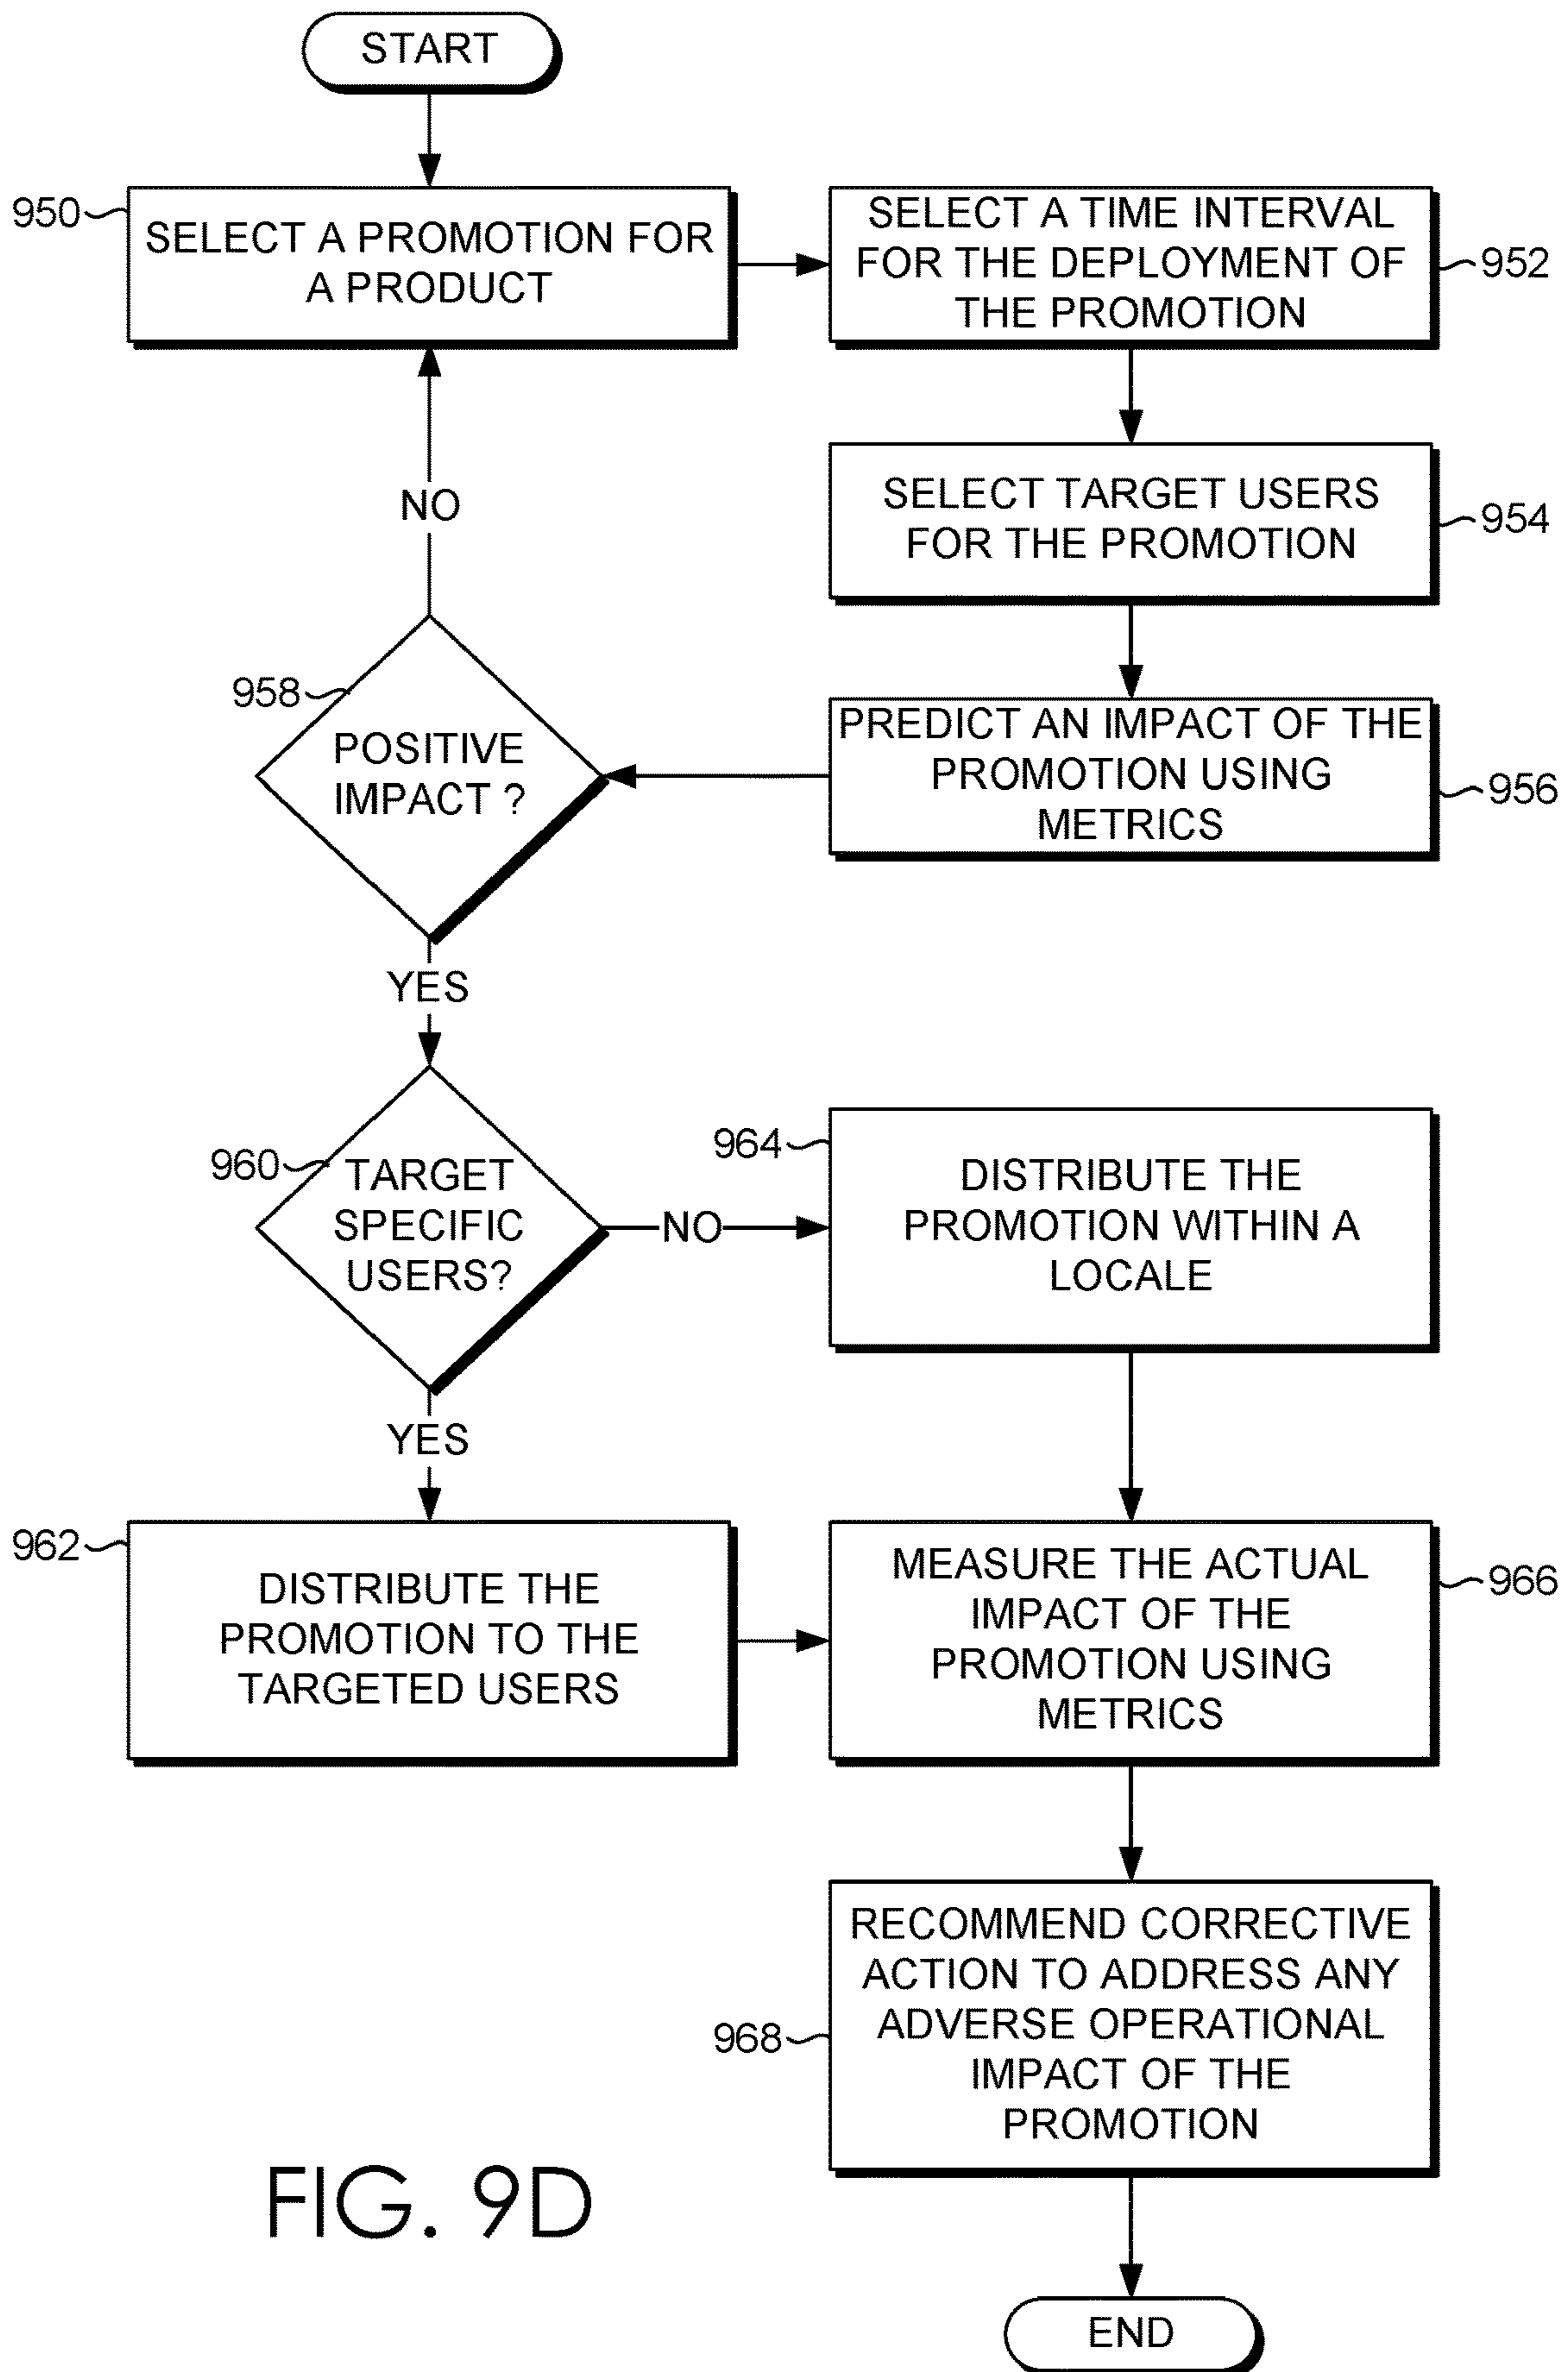 START
950
SELECT A PROMOTION FOR
A PRODUCT
SELECT A TIME INTERVAL
FOR THE DEPLOYMENT OF
THE PROMOTION
952
SELECT TARGET USERS
FOR THE PROMOTION
954
PREDICT AN IMPACT OF THE
PROMOTION USING
METRICS
956
958
POSITIVE
IMPACT ?
NO
YES
960
TARGET
SPECIFIC
USERS?
NO
964
DISTRIBUTE THE
PROMOTION WITHIN A
LOCALE
YES
962
DISTRIBUTE THE
PROMOTION TO THE
TARGETED USERS
MEASURE THE ACTUAL
IMPACT OF THE
PROMOTION USING
METRICS
966
968
RECOMMEND CORRECTIVE
ACTION TO ADDRESS ANY
ADVERSE OPERATIONAL
IMPACT OF THE
PROMOTION
END
FIG. 9D